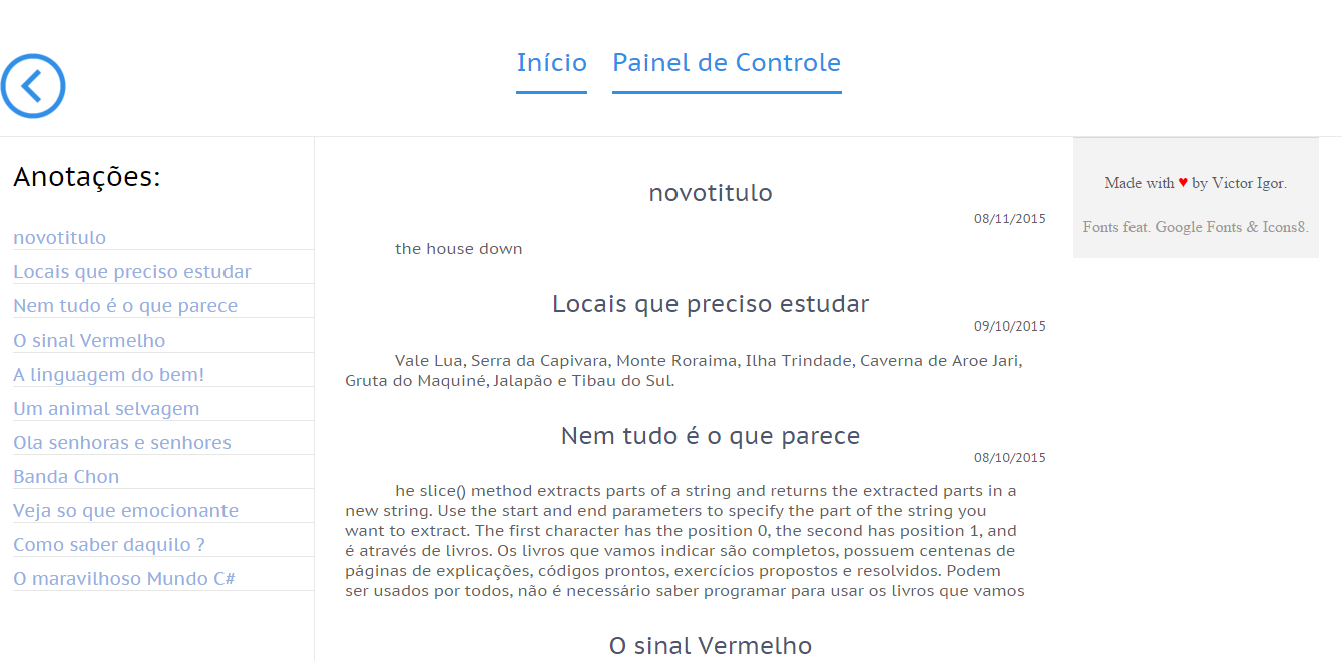 Início Painel de Controle
Anotações:
novotitulo
Locais que preciso estudar
Nem tudo é o que parece
O sinal Vermelho
A linguagem do bem!
Um animal selvagem
Ola senhoras e senhores
Banda Chon
Veja so que emocionante
Como saber daquilo ?
O maravilhoso Mundo C#
novotitulo
08/11/2015
the house down
Locais que preciso estudar
09/10/2015
Vale Lua, Serra da Capivara, Monte Roraima, Ilha Trindade, Caverna de Aroe Jari,
Gruta do Maquiné, Jalapão e Tibau do Sul.
Nem tudo é o que parece
08/10/2015
he slice() method extracts parts of a string and returns the extracted parts in a
new string. Use the start and end parameters to specify the part of the string you
want to extract. The first character has the position 0, the second has position 1, and
é através de livros. Os livros que vamos indicar são completos, possuem centenas de
páginas de explicações, códigos prontos, exercícios propostos e resolvidos. Podem
ser usados por todos, não é necessário saber programar para usar os livros que vamos
O sinal Vermelho
Made with ♥ by Victor Igor.
Fonts feat. Google Fonts & Icons8.